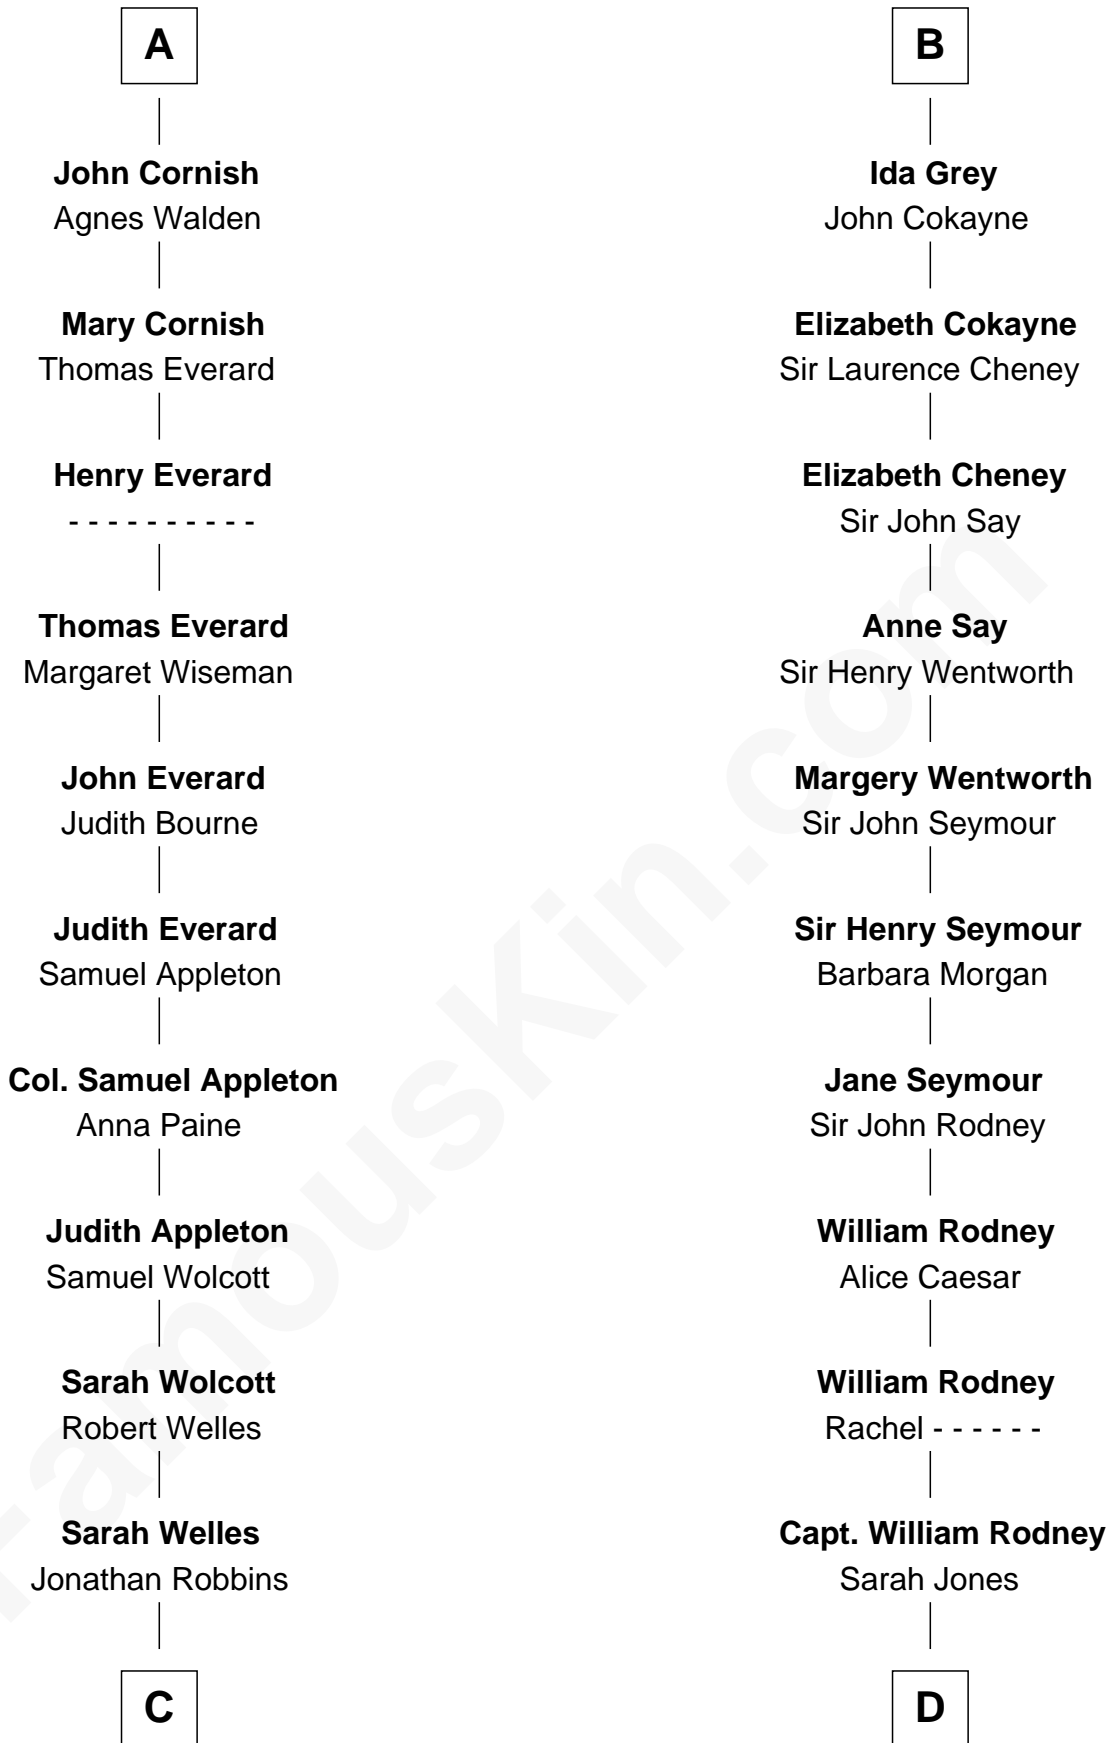 A
John Cornish
Agnes Walden
Mary Cornish
Thomas Everard
Henry Everard
- - - - - - - - - -
Thomas Everard
Margaret Wiseman
John Everard
Judith Bourne
Judith Everard
Samuel Appleton
Col. Samuel Appleton
Anna Paine
Judith Appleton
Samuel Wolcott
Sarah Wolcott
Robert Welles
Sarah Welles
Jonathan Robbins
C
B
Ida Grey
John Cokayne
Elizabeth Cokayne
Sir Laurence Cheney
Elizabeth Cheney
Sir John Say
Anne Say
Sir Henry Wentworth
Margery Wentworth
Sir John Seymour
Sir Henry Seymour
Barbara Morgan
Jane Seymour
Sir John Rodney
William Rodney
Alice Caesar
William Rodney
Rachel - - - - - -
Capt. William Rodney
Sarah Jones
D
FamousKin.com